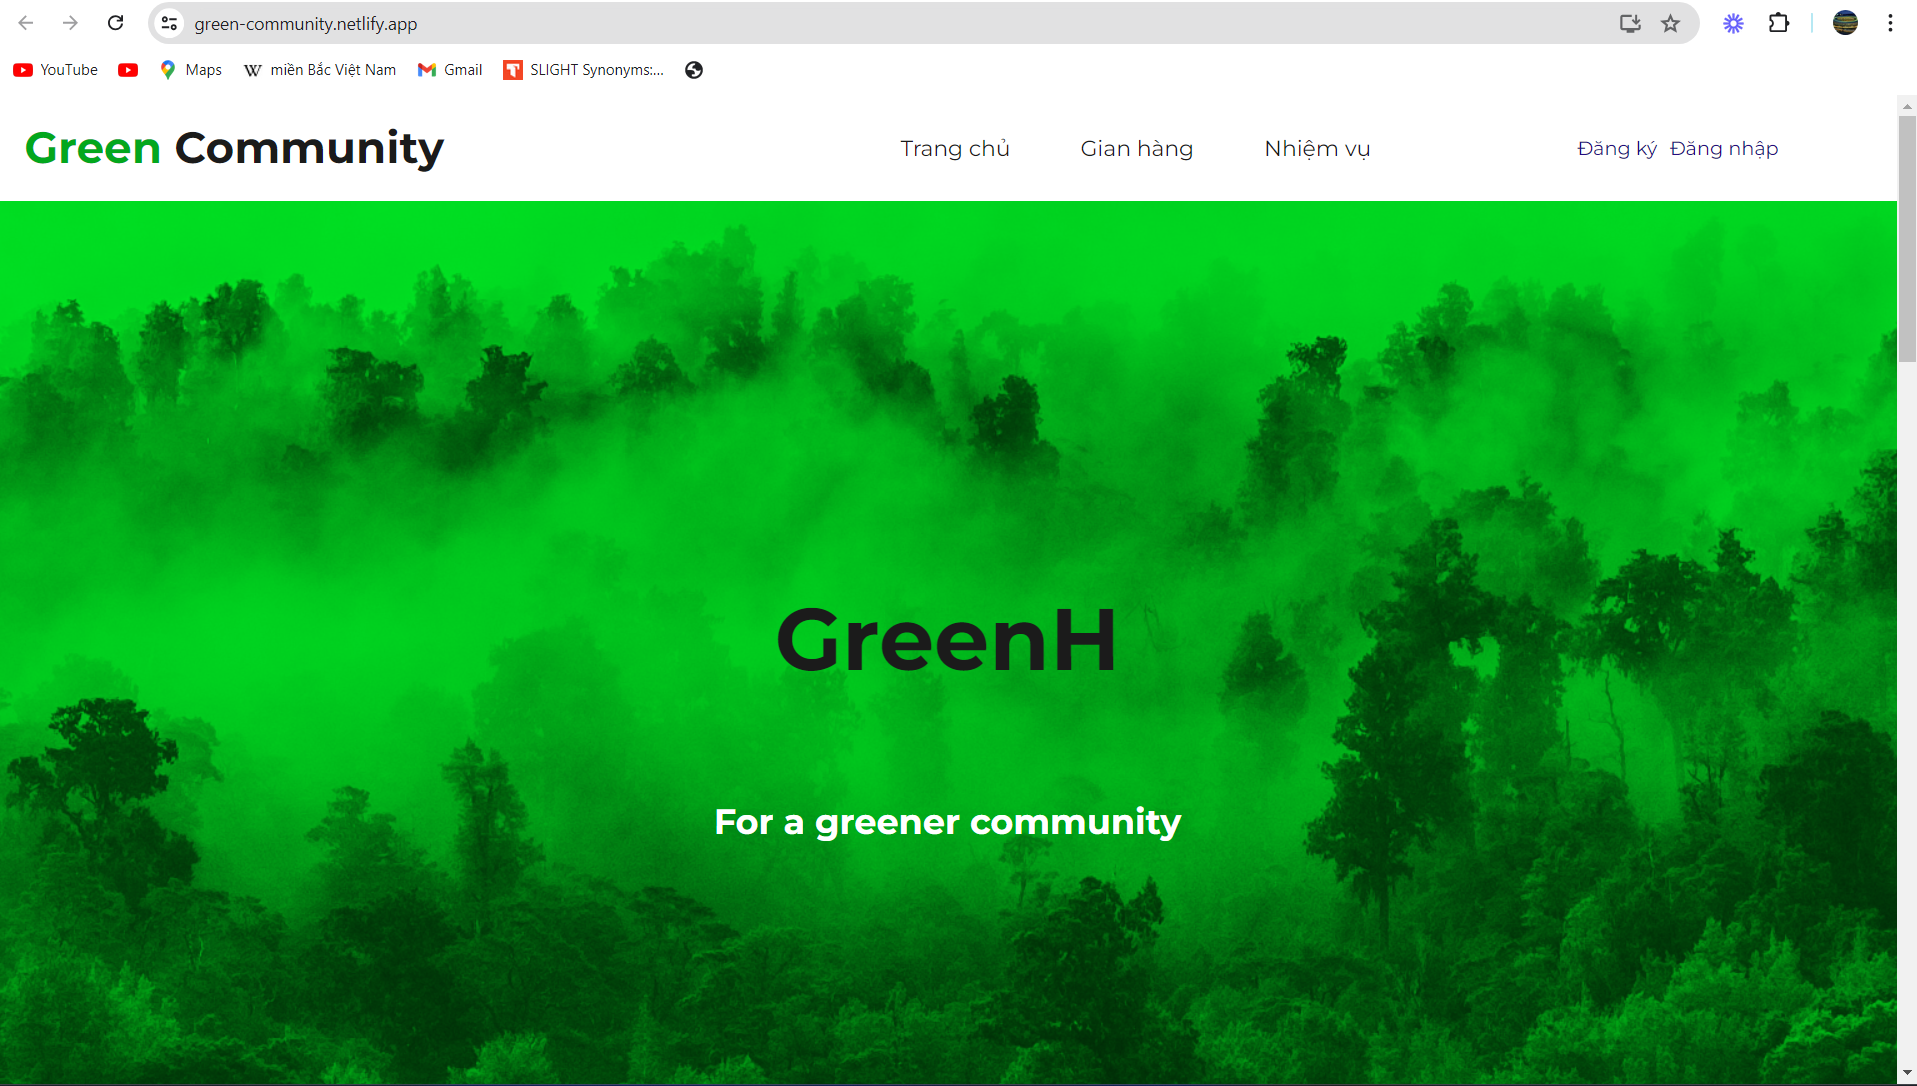 green-community.netlify.app
YouTube Maps miền Bắc Việt Nam Gmail SLIGHT Synonyms:...
Green Community Trang chủ Gian hàng Nhiệm vụ Đăng ký Đăng nhập
GreenH
For a greener community